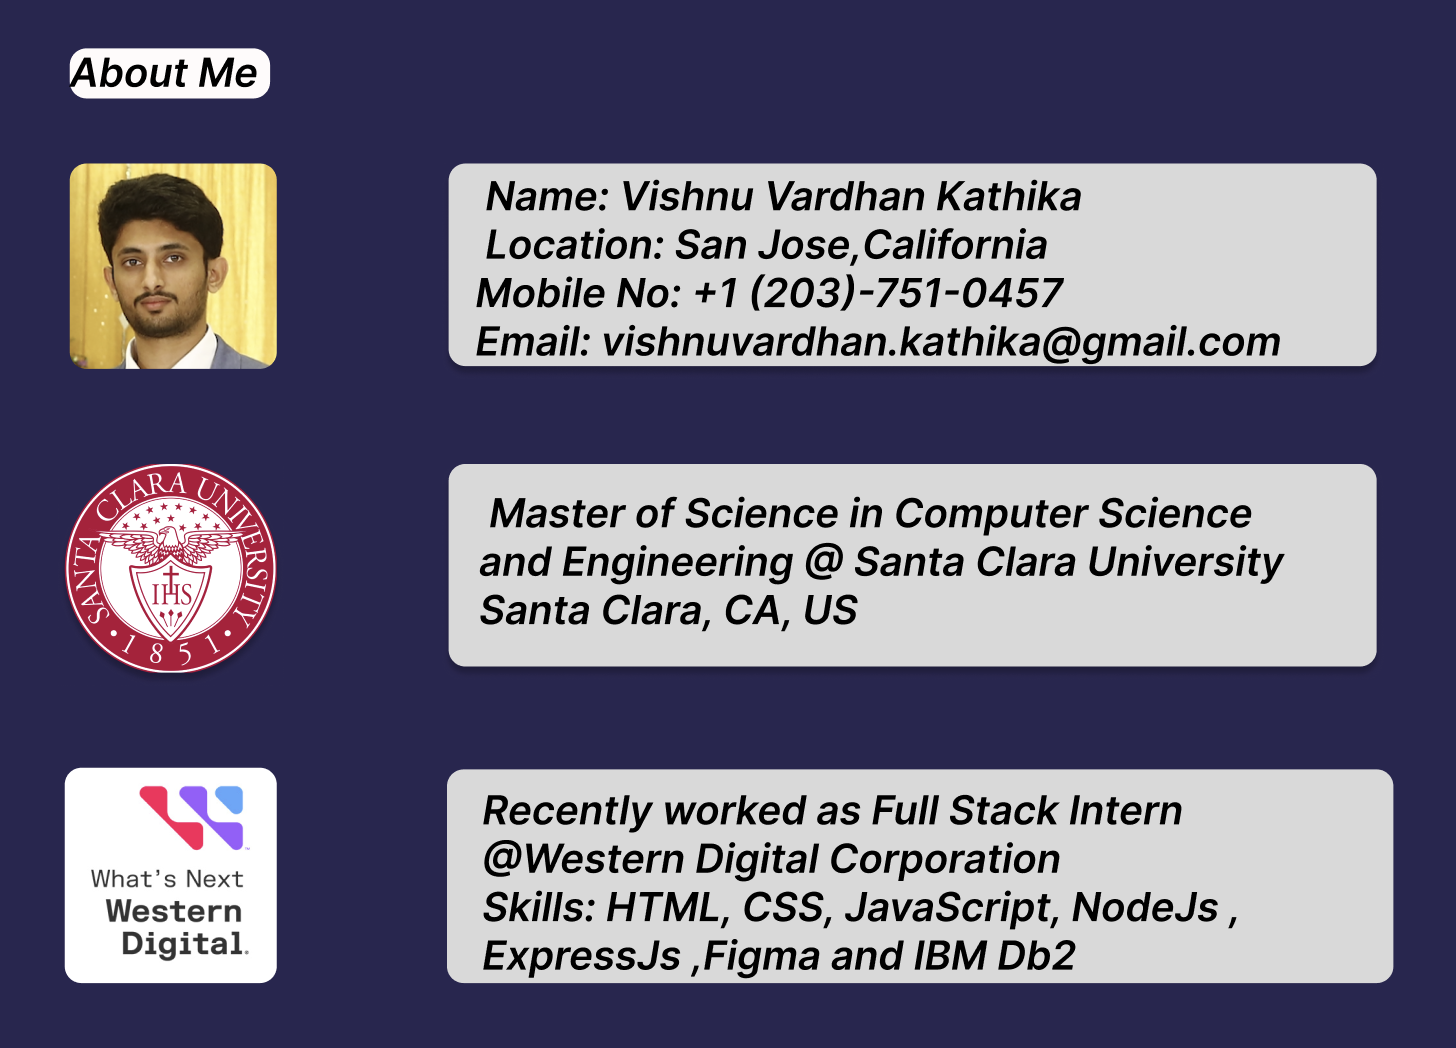 About Me
Name: Vishnu Vardhan Kathika
Location: San Jose,California
Mobile No: +1 (203)-751-0457
Email: vishnuvardhan.kathika@gmail.com
SANTA CLARA UNIVERSITY
IHS
• 1851 •
Master of Science in Computer Science
and Engineering @ Santa Clara University
Santa Clara, CA, US
What's Next
Western
Digital.
Recently worked as Full Stack Intern
@Western Digital Corporation
Skills: HTML, CSS, JavaScript, NodeJs ,
ExpressJs ,Figma and IBM Db2